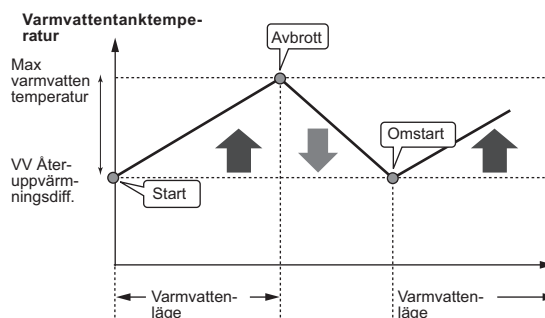 Varmvattentanktempe-
ratur
Avbrott
Max
varmvatten
temperatur
Omstart
VV Åter-
uppvärm-
ningsdiff.
Start
Varmvatten-
läge
Varmvatten-
läge